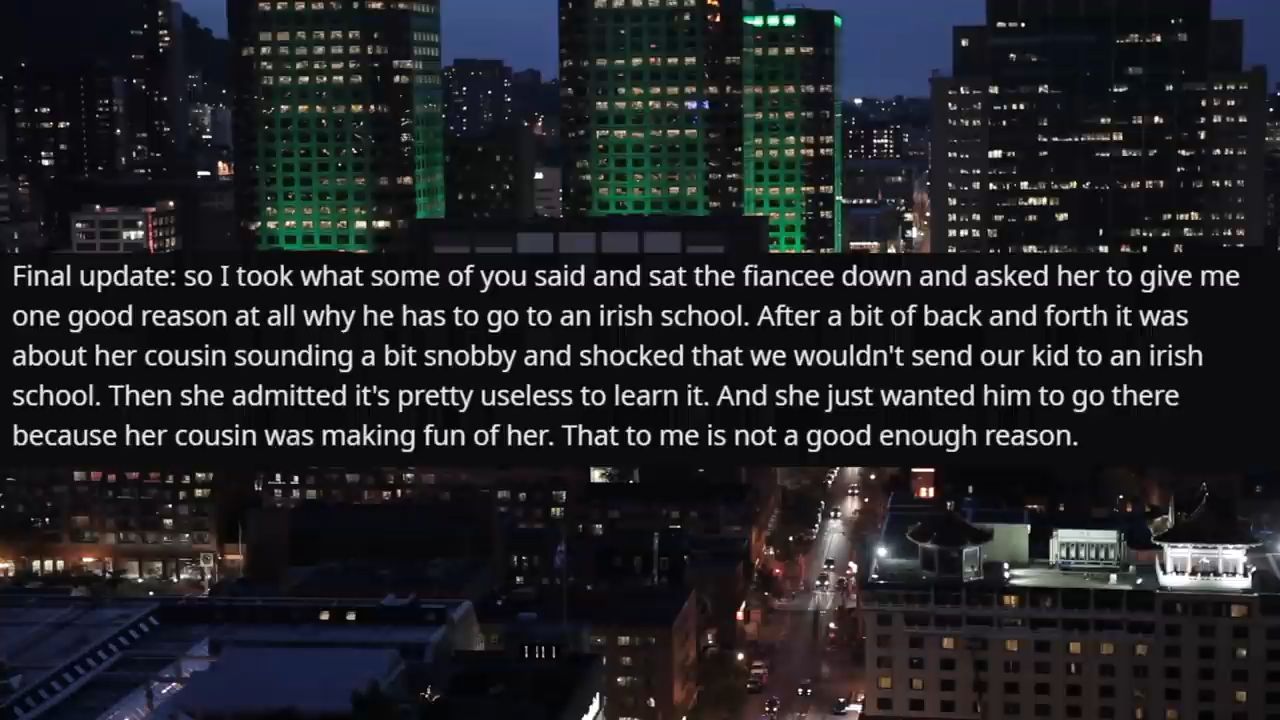 Final update: so I took what some of you said and sat the fiancee down and asked her to give me
one good reason at all why he has to go to an irish school. After a bit of back and forth it was
about her cousin sounding a bit snobby and shocked that we wouldn't send our kid to an irish
school. Then she admitted it's pretty useless to learn it. And she just wanted him to go there
because her cousin was making fun of her. That to me is not a good enough reason.